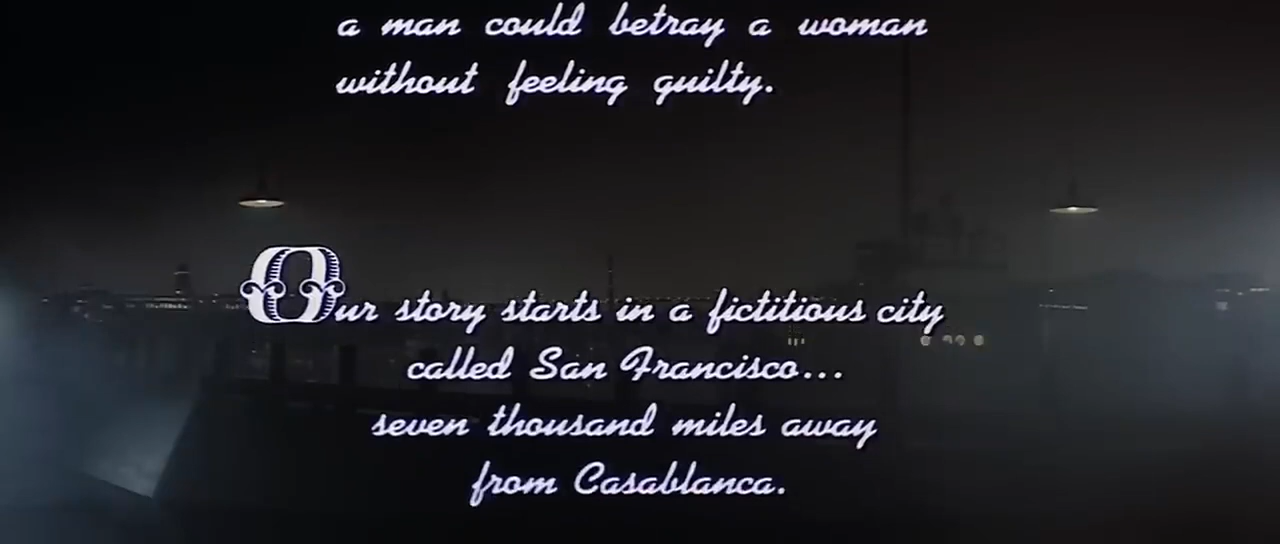 a man could betray a woman
without feeling guilty.
Our story starts in a fictitious city
called San Francisco...
seven thousand miles away
from Casablanca.